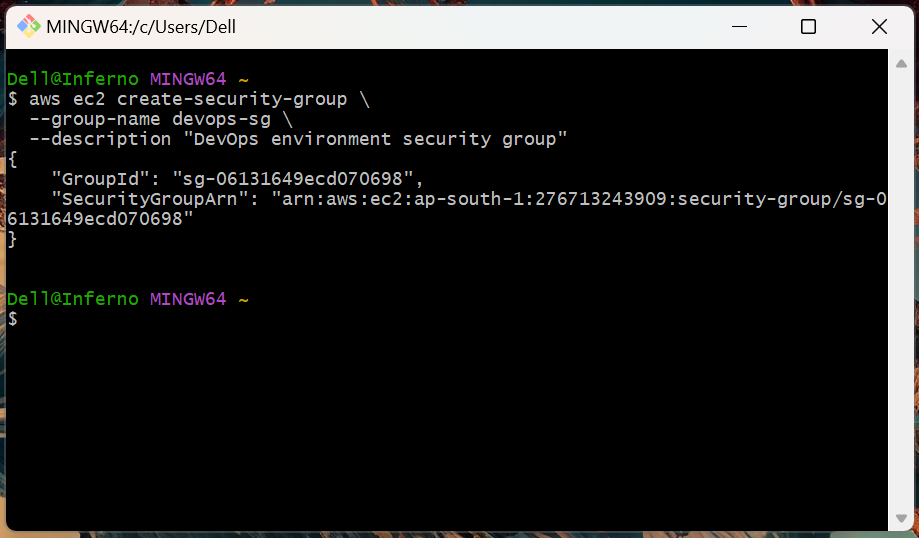 MINGW64:/c/Users/Dell
Dell@Inferno MINGW64 ~
$ aws ec2 create-security-group \
  --group-name devops-sg \
  --description "DevOps environment security group"
{
    "GroupId": "sg-06131649ecd070698",
    "SecurityGroupArn": "arn:aws:ec2:ap-south-1:276713243909:security-group/sg-0
6131649ecd070698"
}
Dell@Inferno MINGW64 ~
$